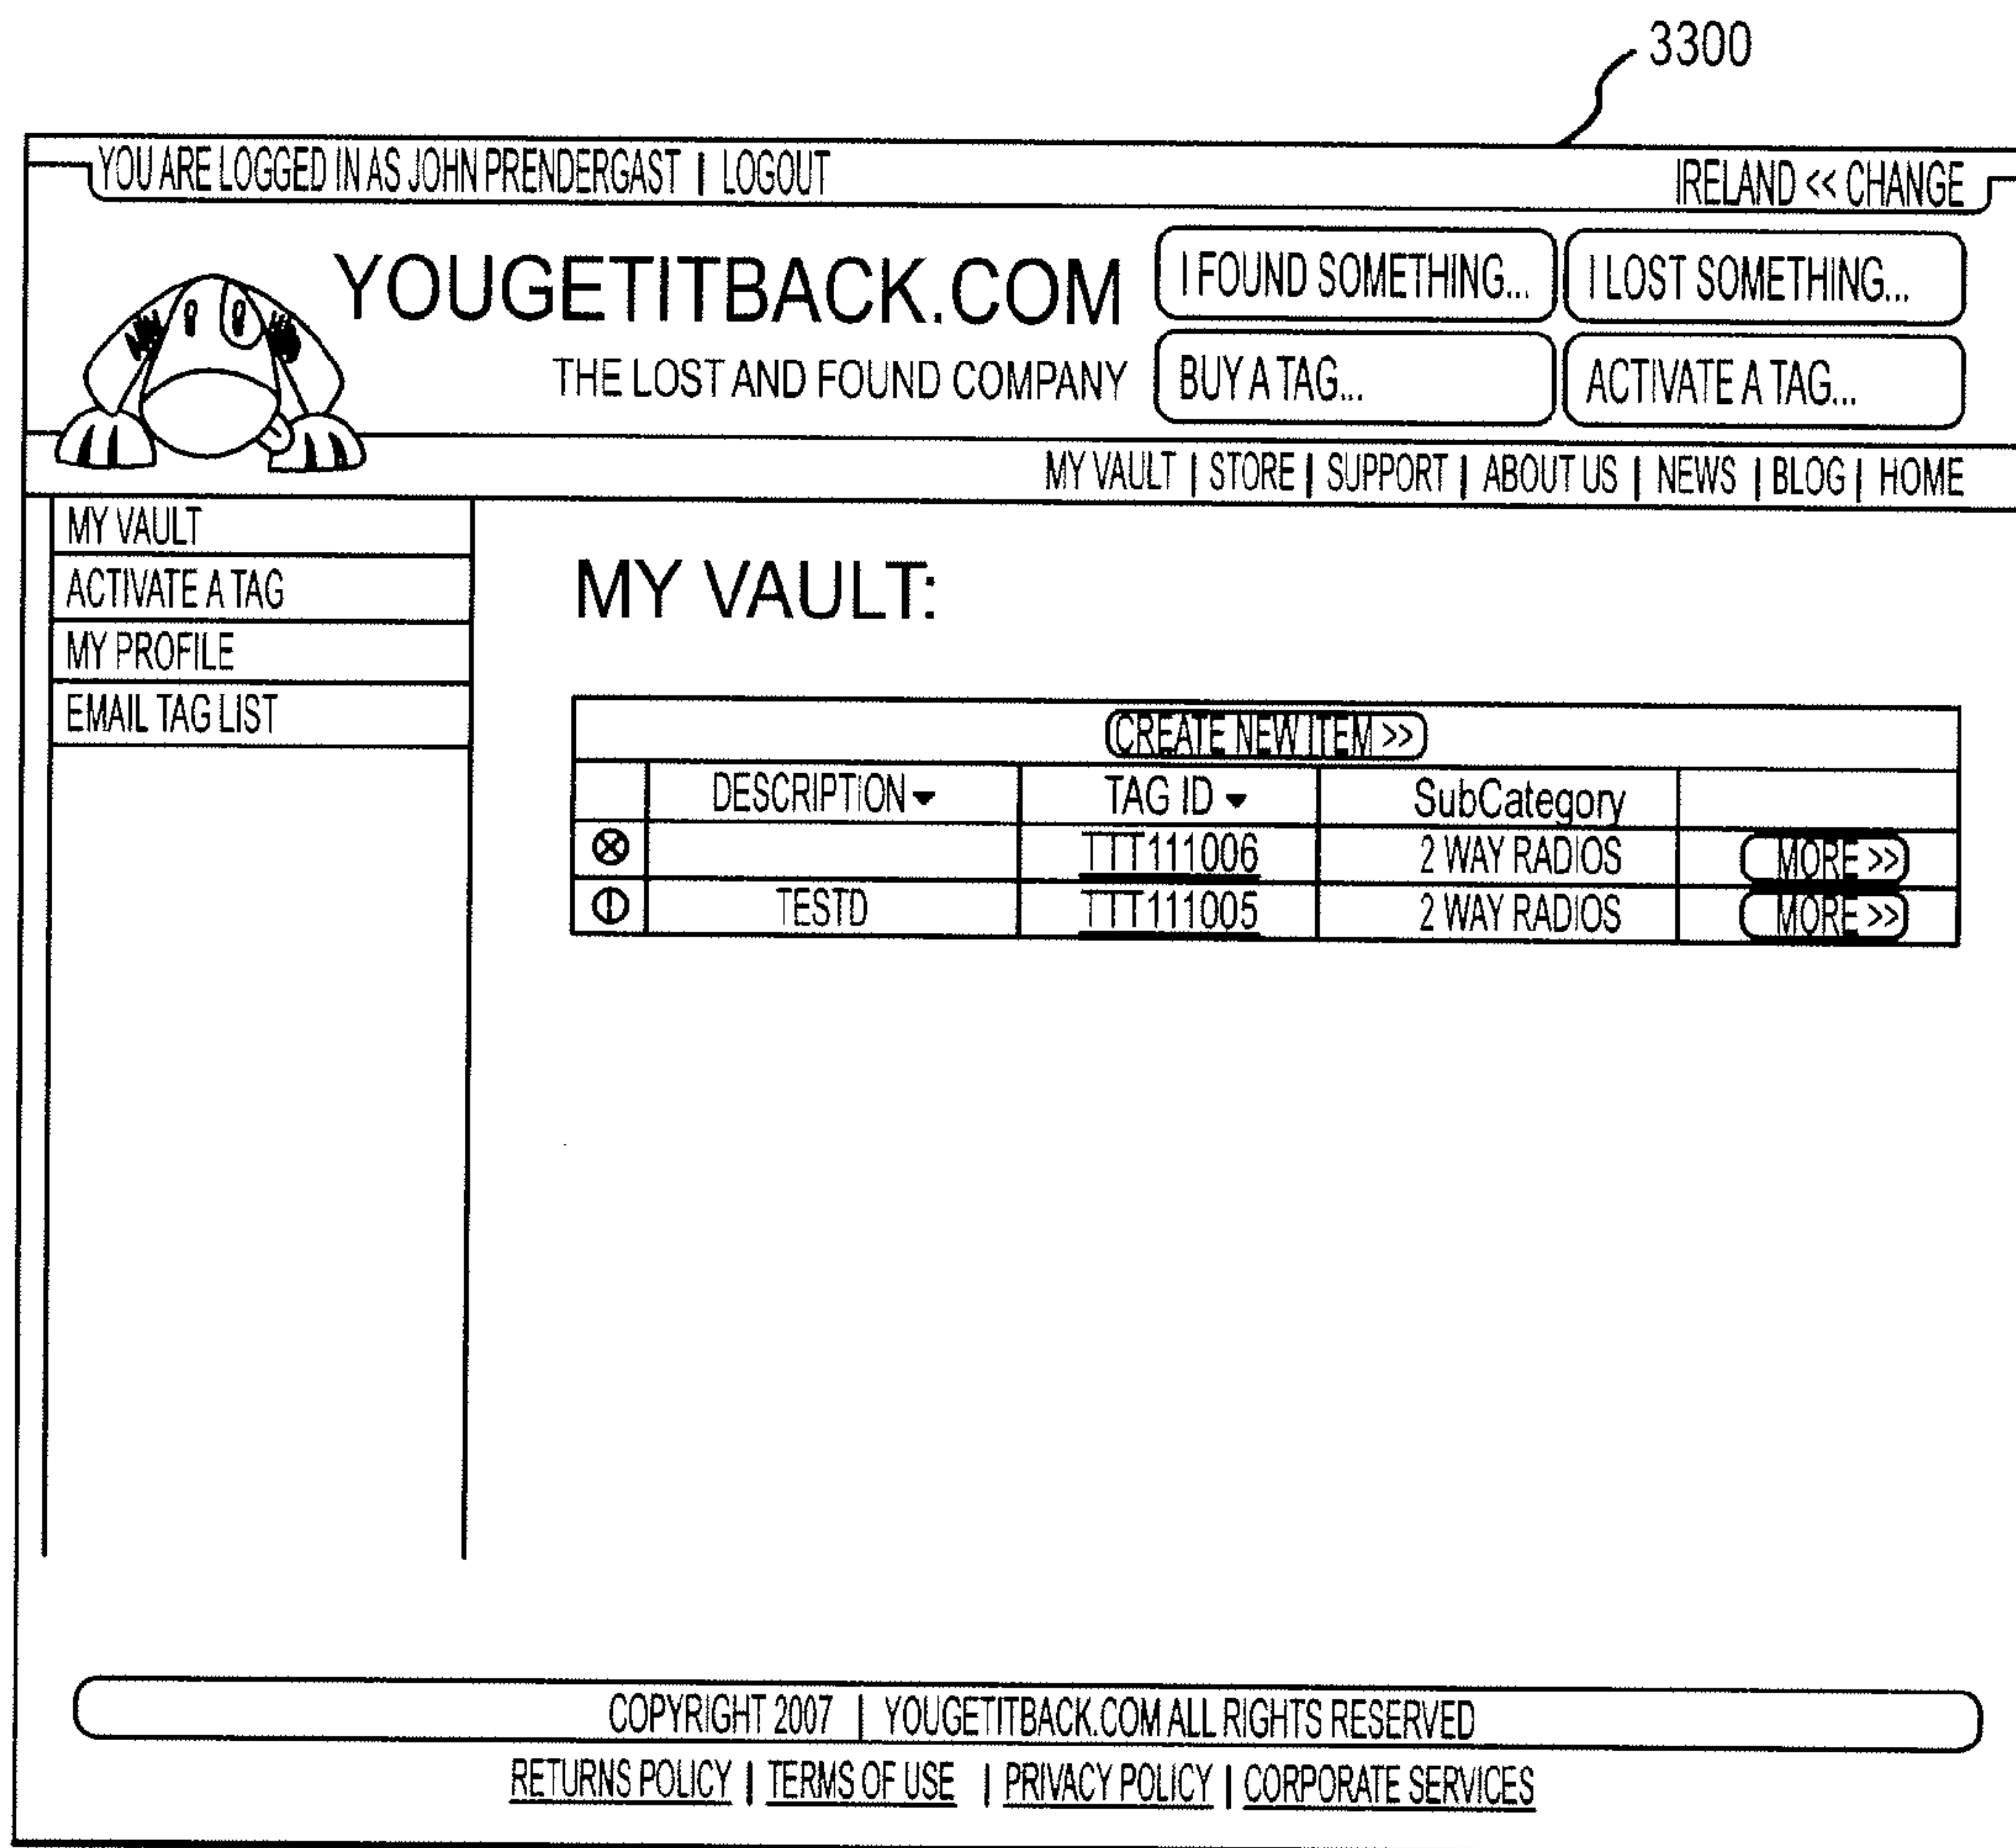 3300
YOU ARE LOGGED IN AS JOHN PRENDERGAST | LOGOUT
IRELAND << CHANGE
YOUGETITBACK.COM
THE LOST AND FOUND COMPANY
I FOUND SOMETHING...
I LOST SOMETHING...
BUY A TAG...
ACTIVATE A TAG...
MY VAULT | STORE | SUPPORT | ABOUT US | NEWS | BLOG | HOME
MY VAULT
ACTIVATE A TAG
MY PROFILE
EMAIL TAG LIST
MY VAULT:
CREATE NEW ITEM >>
DESCRIPTION TAG ID SubCategory
TTT111006 2 WAY RADIOS MORE >>
TESTD TTT111005 2 WAY RADIOS MORE >>
COPYRIGHT 2007 | YOUGETITBACK.COM ALL RIGHTS RESERVED
RETURNS POLICY | TERMS OF USE | PRIVACY POLICY | CORPORATE SERVICES